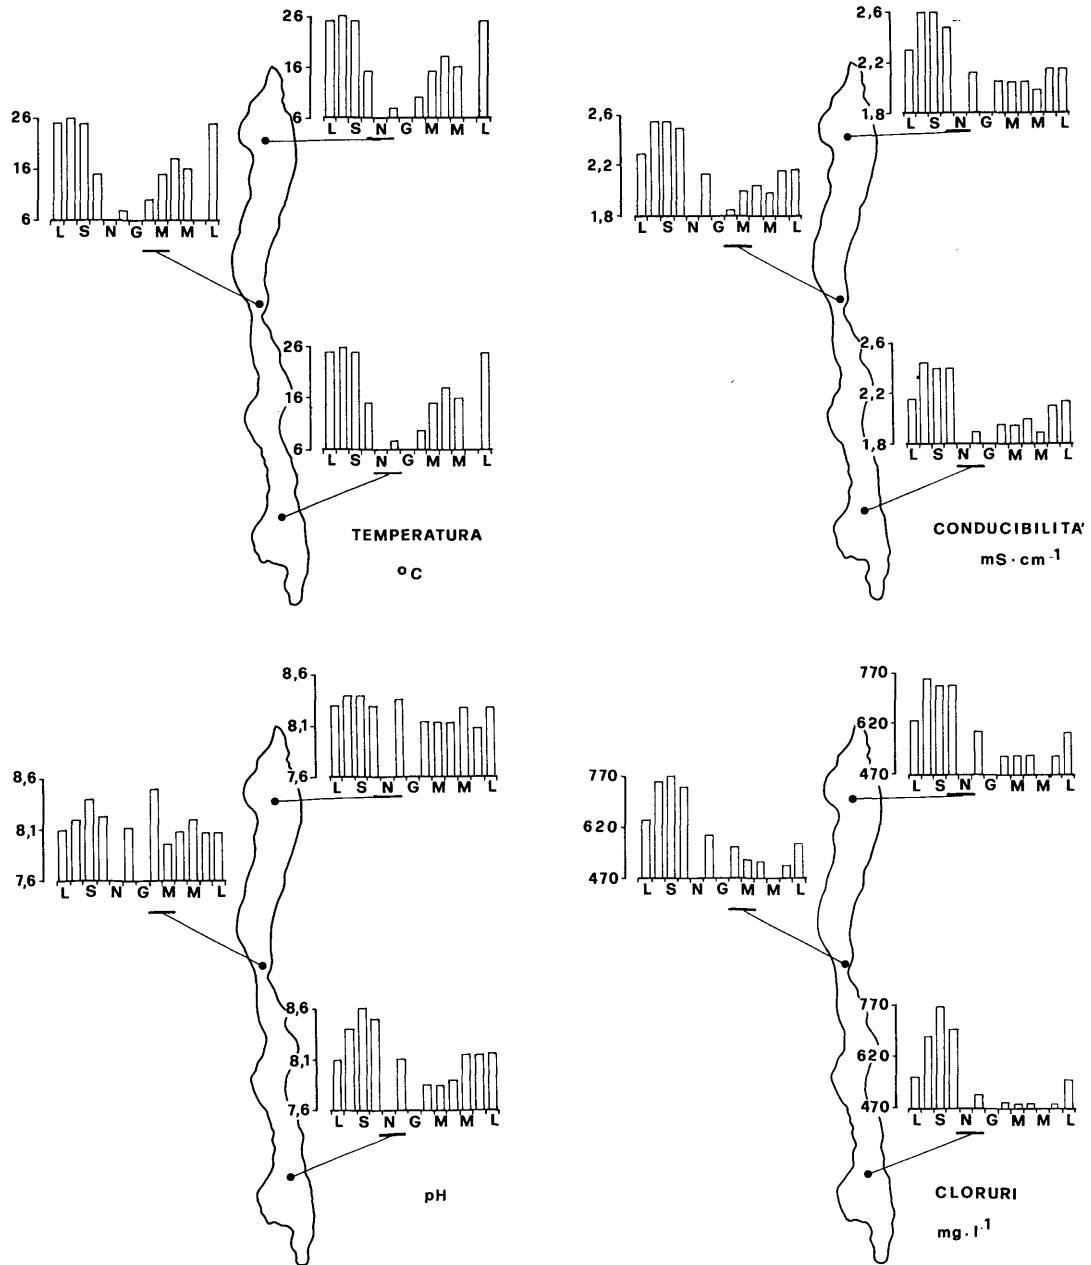 26
16
6
L S N G M M L
26
16
6
L S N G M M L
26
16
6
L S N G M M L
TEMPERATURA
°C
2,6
2,2
1,8
L S N G M M L
2,6
2,2
1,8
L S N G M M L
2,6
2,2
1,8
L S N G M M L
CONDUCIBILITA'
mS·cm-1
8,6
8,1
7,6
L S N G M M L
8,6
8,1
7,6
L S N G M M L
8,6
8,1
7,6
L S N G M M L
pH
770
620
470
L S N G M M L
770
620
470
L S N G M M L
770
620
470
L S N G M M L
CLORURI
mg·l-1